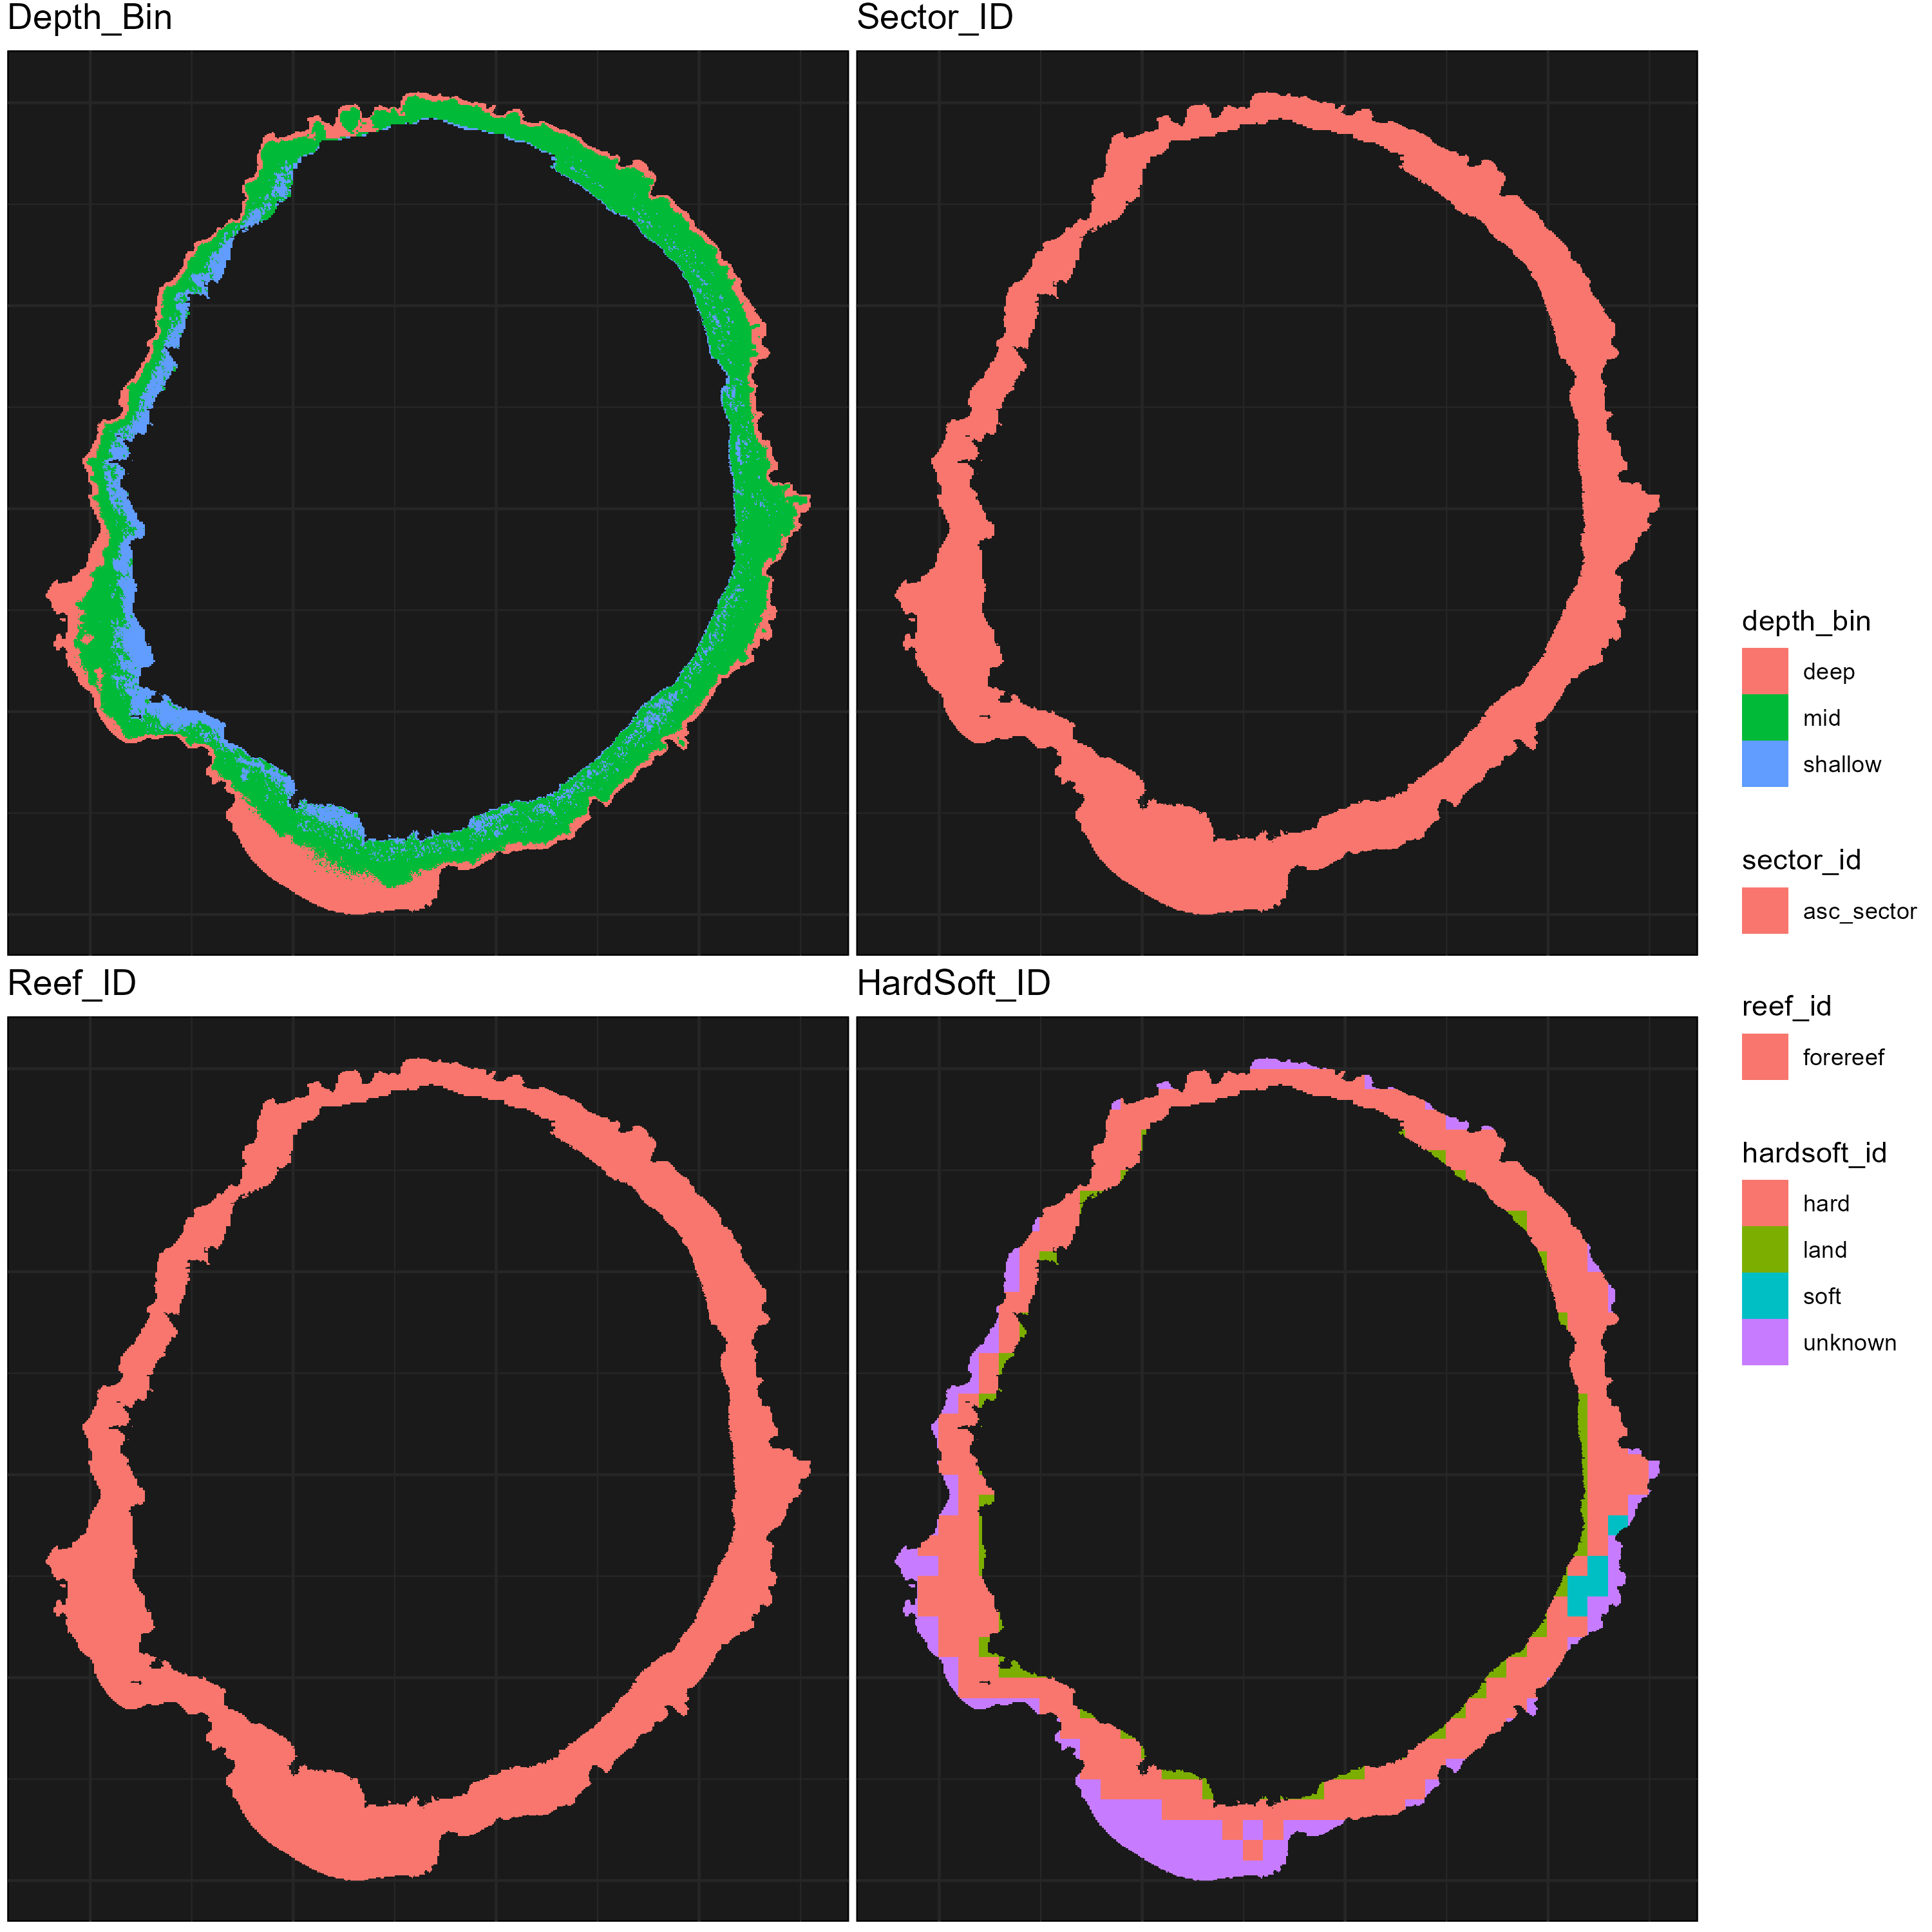 Depth_Bin
Sector_ID
Reef_ID
HardSoft_ID
depth_bin
deep
mid
shallow
sector_id
asc_sector
reef_id
forereef
hardsoft_id
hard
land
soft
unknown